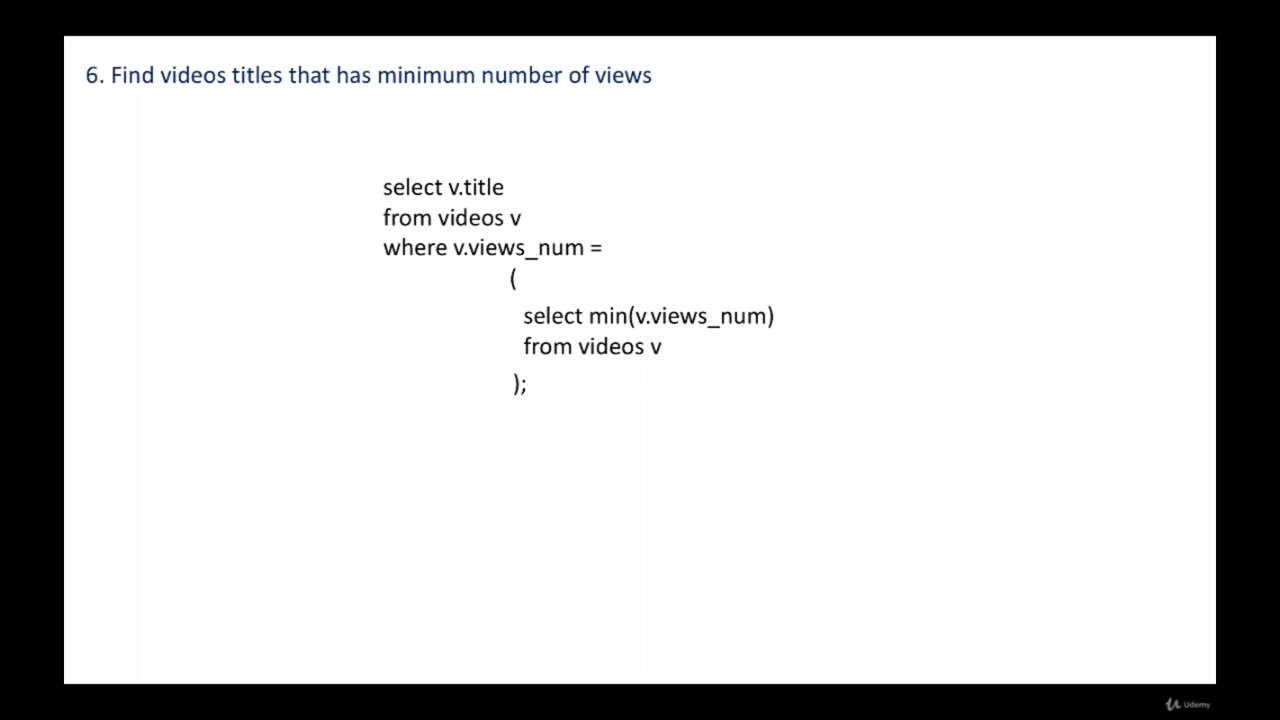 6. Find videos titles that has minimum number of views
select v.title
from videos v
where v.views_num =
(
select min(v.views_num)
from videos v
);
Udemy